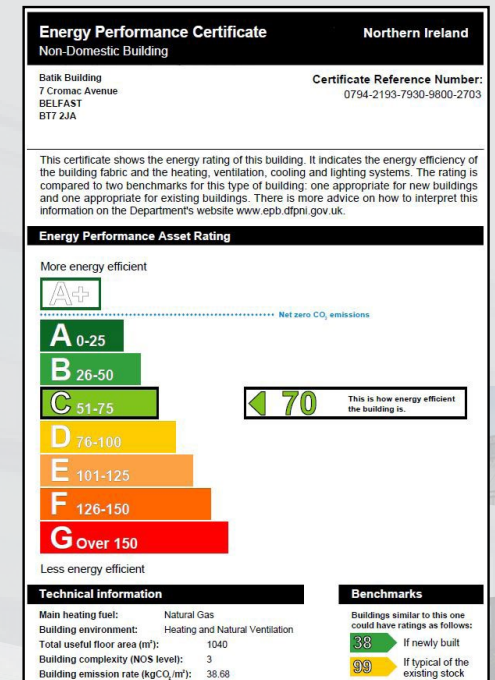 Energy Performance Certificate
Northern Ireland
Non-Domestic Building
Batik Building
7 Cromac Avenue
BELFAST
BT7 2JA
Certificate Reference Number:
0794-2193-7930-9800-2703
This certificate shows the energy rating of this building. It indicates the energy efficiency of
the building fabric and the heating, ventilation, cooling and lighting systems. The rating is
compared to two benchmarks for this type of building: one appropriate for new buildings
and one appropriate for existing buildings. There is more advice on how to interpret this
information on the Department's website www.epb.dfpni.gov.uk.
Energy Performance Asset Rating
More energy efficient
A+
Net zero CO₂ emissions
A 0-25
B 26-50
C 51-75
70
This is how energy efficient
the building is.
D 76-100
E 101-125
F 126-150
G Over 150
Less energy efficient
Technical information
Main heating fuel: Natural Gas
Building environment: Heating and Natural Ventilation
Total useful floor area (m²): 1040
Building complexity (NOS level): 3
Building emission rate (kgCO₂/m²): 38.68
Benchmarks
Buildings similar to this one
could have ratings as follows:
38 If newly built
99 If typical of the
existing stock